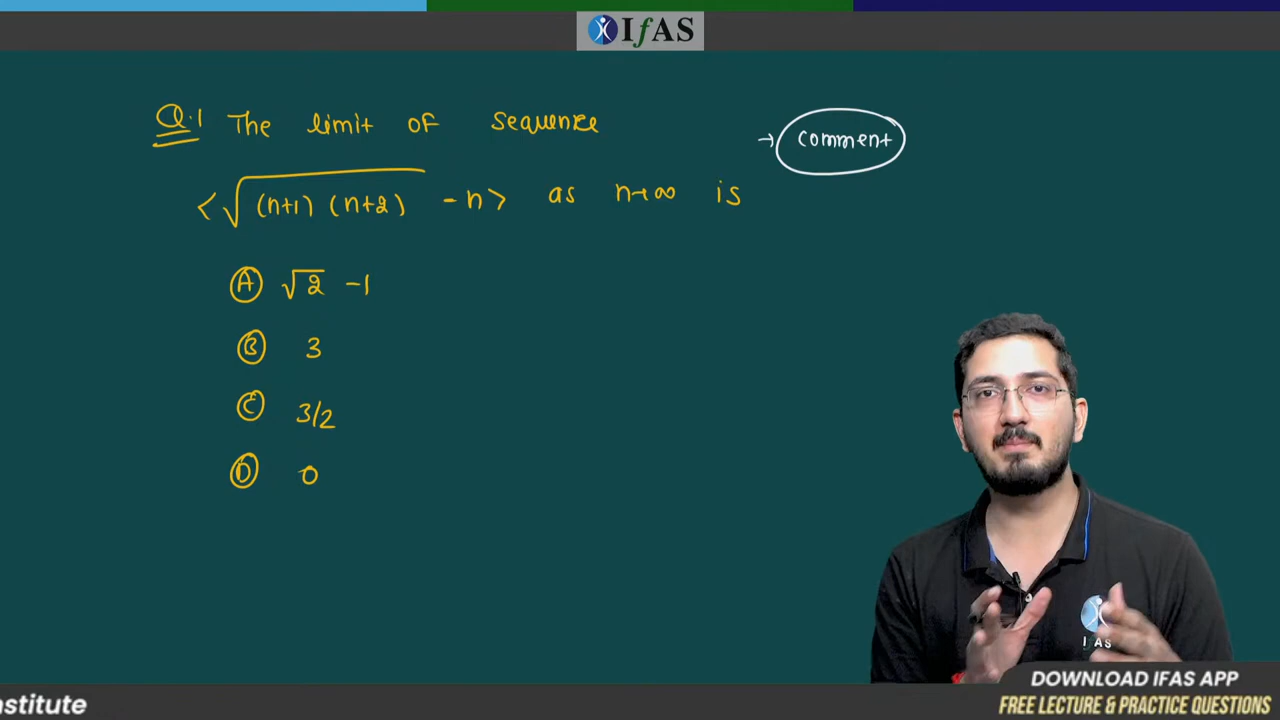 IfAS
Q.1 The limit of sequence
→ comment
<√(n+1) (n+2) - n> as n→∞ is
A √2 -1
B 3
C 3/2
D 0
IfAS
DOWNLOAD IFAS APP
nstitute
FREE LECTURE & PRACTICE QUESTIONS